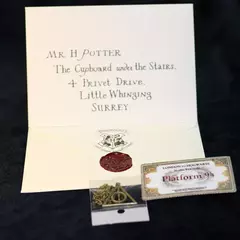 MR. H POTTER
The Cupboard under the Stairs,
4 Privet Drive,
Little Whinging
SURREY
Platform 9¾